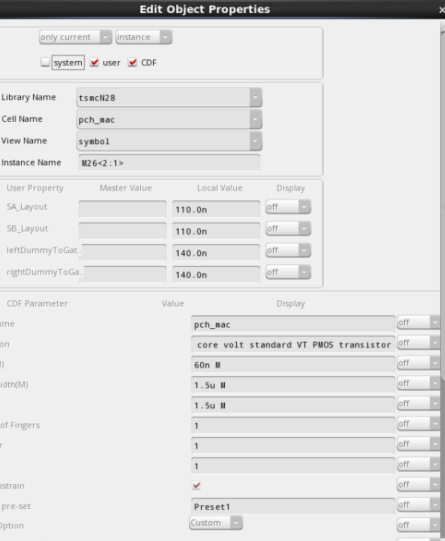 Edit Object Properties
only current instance
system user CDF
Library Name tsmcN28
Cell Name pch_mac
View Name symbol
Instance Name M26<2:1>
User Property Master Value Local Value Display
SA_Layout 110.0n off
SB_Layout 110.0n off
leftDummyToGat.. 140.0n off
rightDummyToGa.. 140.0n off
CDF Parameter Value Display
ame pch_mac off
on core volt standard VT PMOS transistor off
) 60n M off
idth(M) 1.5u M off
1.5u M off
of Fingers 1 off
r 1 off
1 off
nstrain off
pre-set Preset1 off
Option Custom off